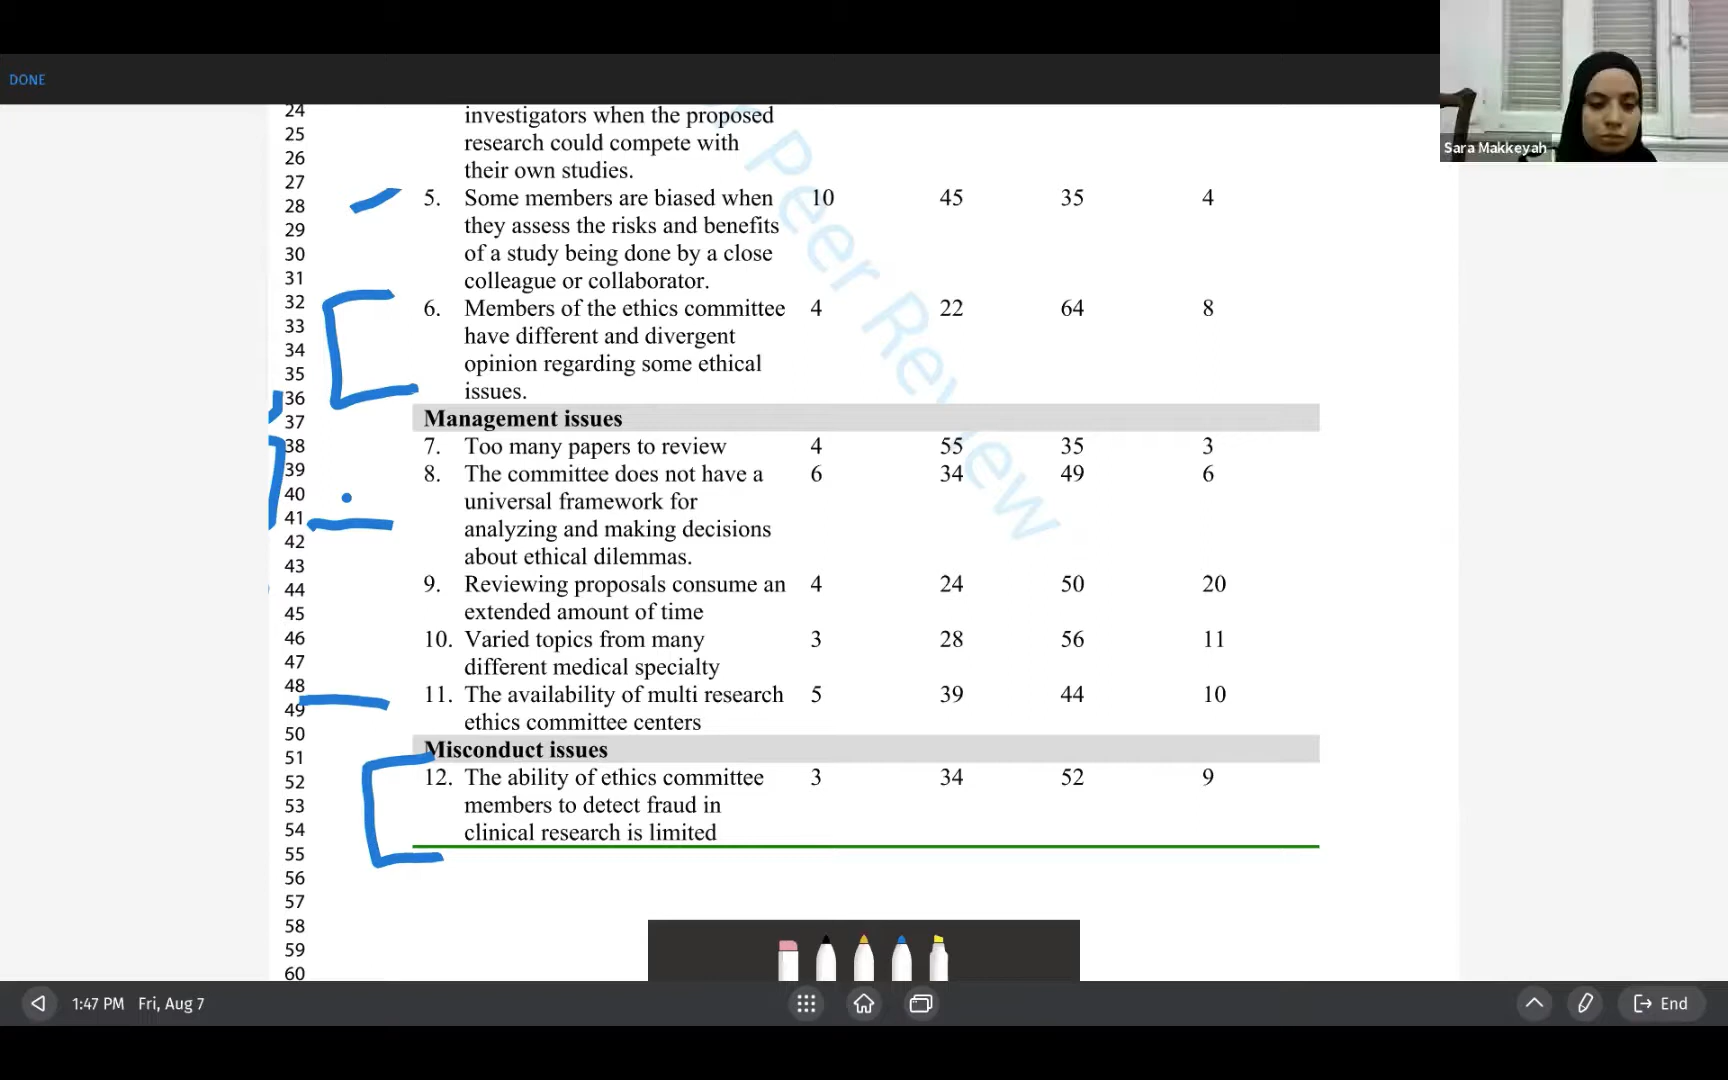 DONE
Sara Makkeyah
24
25
26
27
28
29
30
31
32
33
34
35
36
37
38
39
40
41
42
43
44
45
46
47
48
49
50
51
52
53
54
55
56
57
58
59
60
investigators when the proposed
research could compete with
their own studies.
5. Some members are biased when 10 45 35 4
they assess the risks and benefits
of a study being done by a close
colleague or collaborator.
6. Members of the ethics committee 4 22 64 8
have different and divergent
opinion regarding some ethical
issues.
Management issues
7. Too many papers to review 4 55 35 3
8. The committee does not have a 6 34 49 6
universal framework for
analyzing and making decisions
about ethical dilemmas.
9. Reviewing proposals consume an 4 24 50 20
extended amount of time
10. Varied topics from many 3 28 56 11
different medical specialty
11. The availability of multi research 5 39 44 10
ethics committee centers
Misconduct issues
12. The ability of ethics committee 3 34 52 9
members to detect fraud in
clinical research is limited
Peer Review
1:47 PM Fri, Aug 7
End